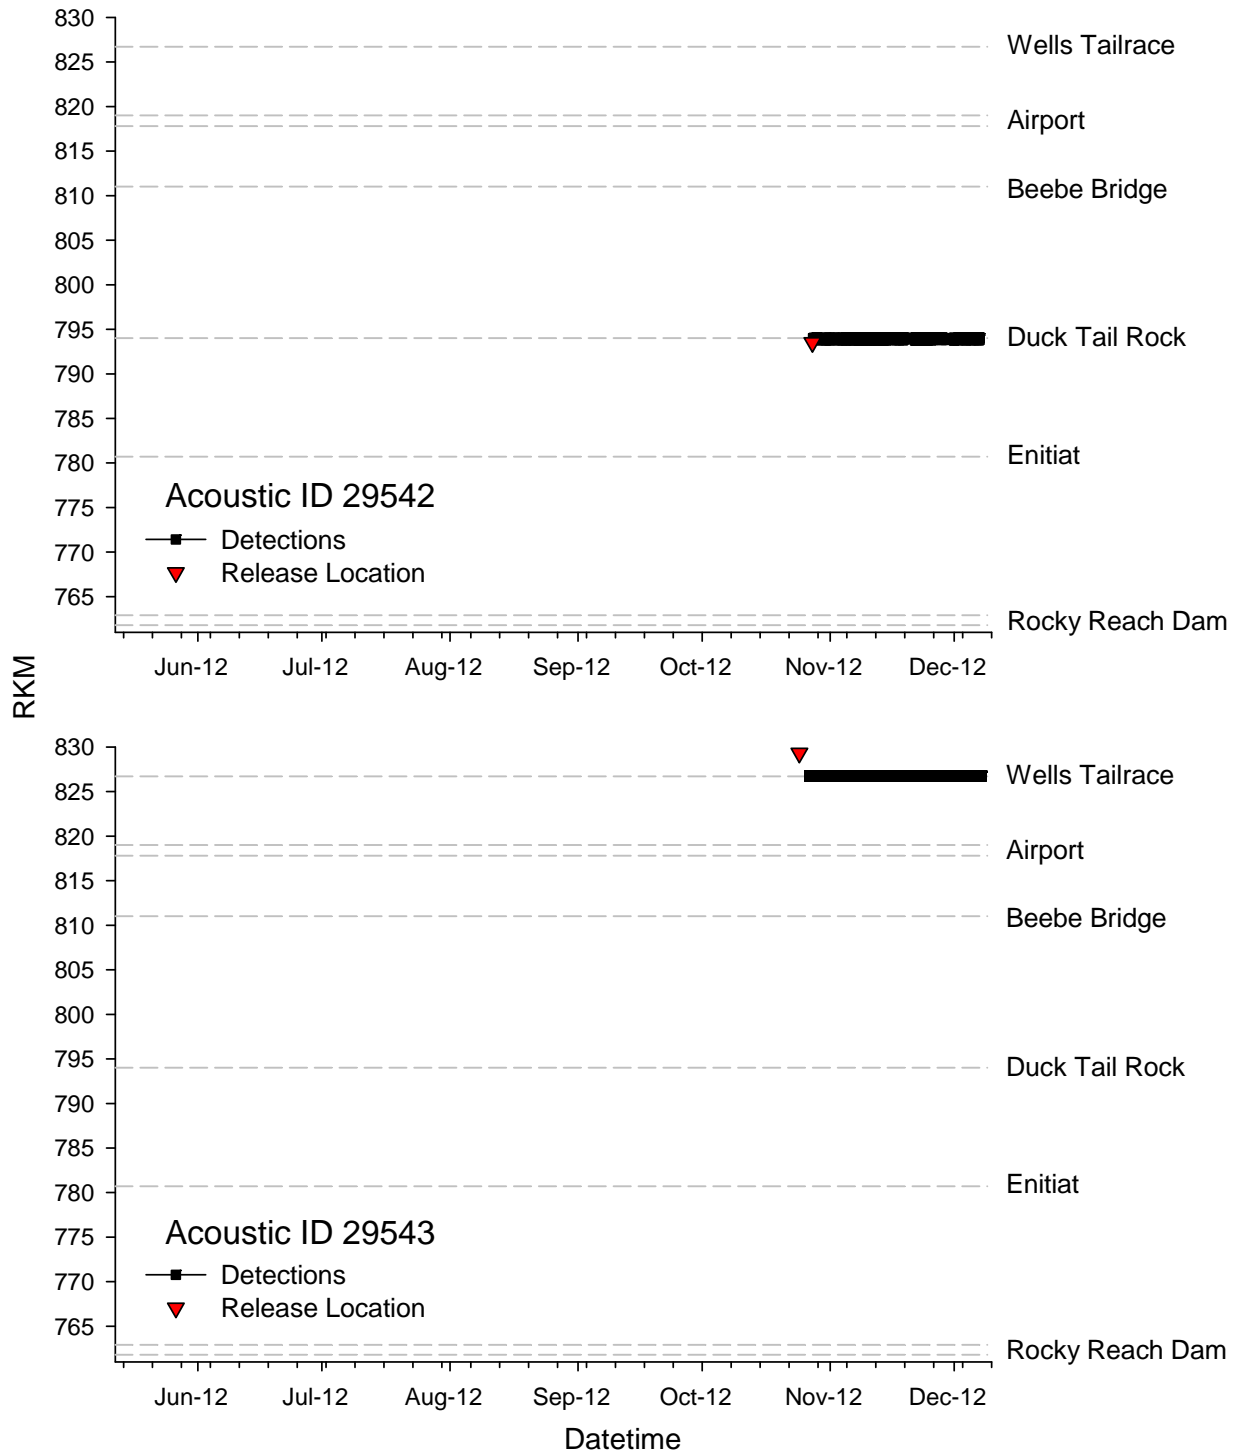 830
825
820
815
810
805
800
795
790
785
780
775
770
765
Wells Tailrace
Airport
Beebe Bridge
Duck Tail Rock
Enitiat
Rocky Reach Dam
Acoustic ID 29542
Detections
Release Location
Jun-12 Jul-12 Aug-12 Sep-12 Oct-12 Nov-12 Dec-12
RKM
830
825
820
815
810
805
800
795
790
785
780
775
770
765
Wells Tailrace
Airport
Beebe Bridge
Duck Tail Rock
Enitiat
Rocky Reach Dam
Acoustic ID 29543
Detections
Release Location
Jun-12 Jul-12 Aug-12 Sep-12 Oct-12 Nov-12 Dec-12
Datetime